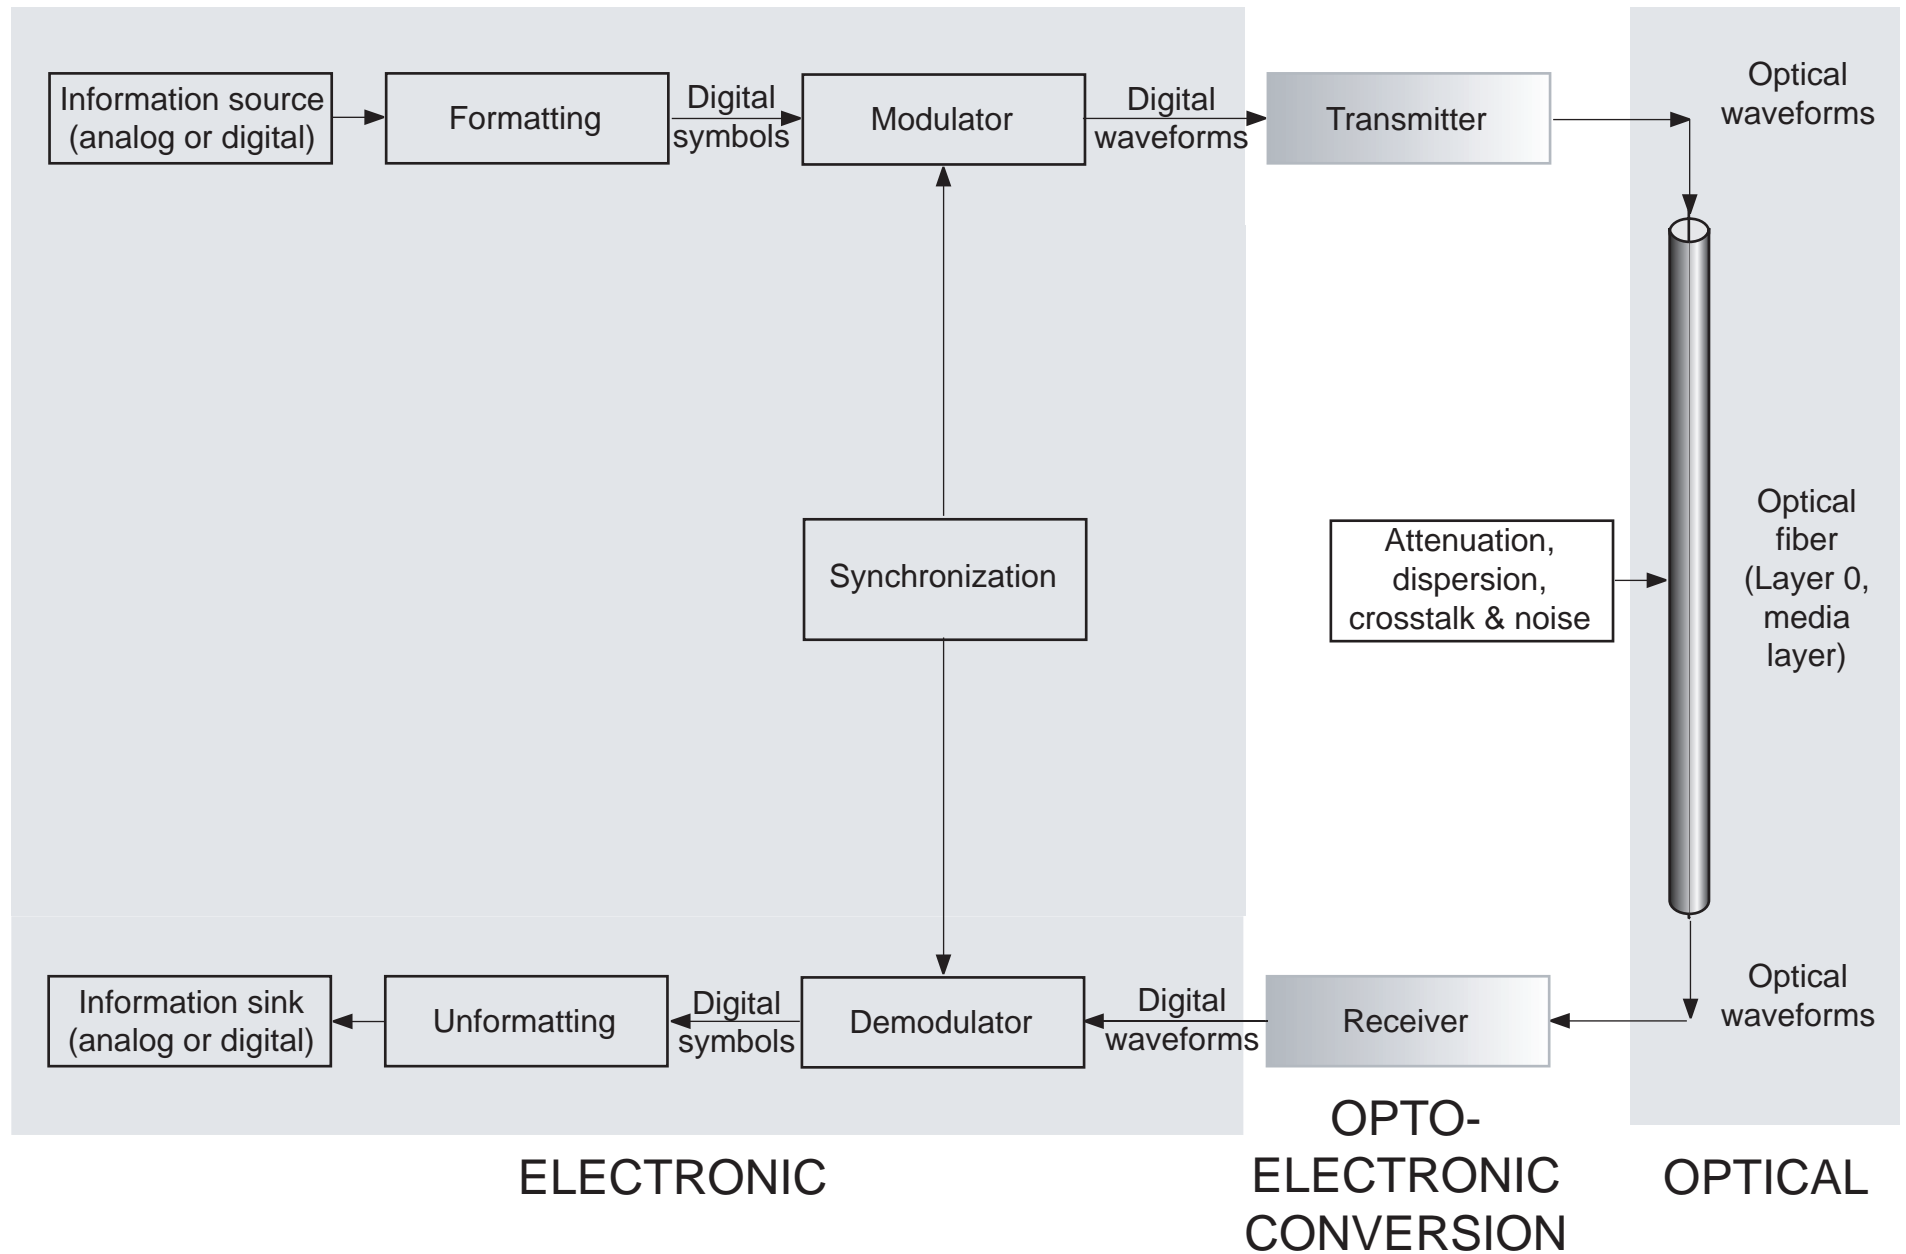 Information source
(analog or digital)
Formatting
Digital
symbols
Modulator
Digital
waveforms
Transmitter
Optical
waveforms
Synchronization
Attenuation,
dispersion,
crosstalk & noise
Optical
fiber
(Layer 0,
media
layer)
Information sink
(analog or digital)
Unformatting
Digital
symbols
Demodulator
Digital
waveforms
Receiver
Optical
waveforms
ELECTRONIC
OPTO-
ELECTRONIC
CONVERSION
OPTICAL